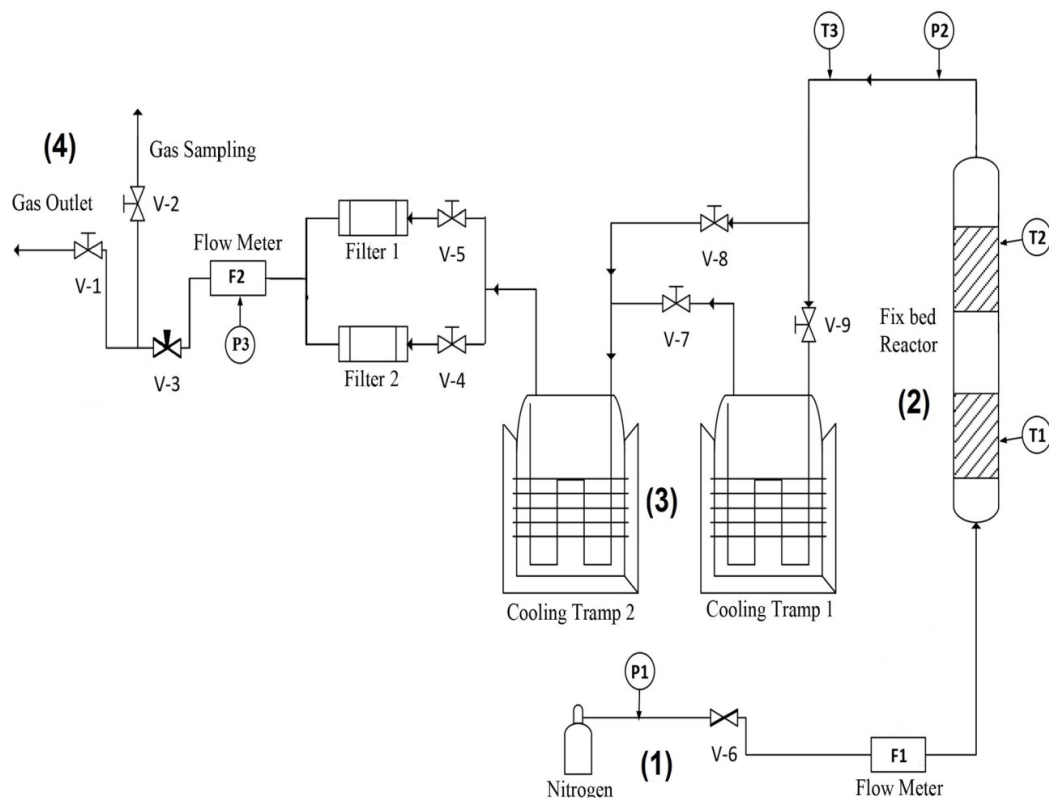 T3
P2
(4)
Gas Sampling
V-2
Gas Outlet
V-1
Flow Meter
F2
P3
V-3
Filter 1
V-5
Filter 2
V-4
V-8
V-7
V-9
T2
Fix bed
Reactor
(2)
T1
(3)
Cooling Tramp 2
Cooling Tramp 1
P1
(1)
V-6
F1
Nitrogen
Flow Meter